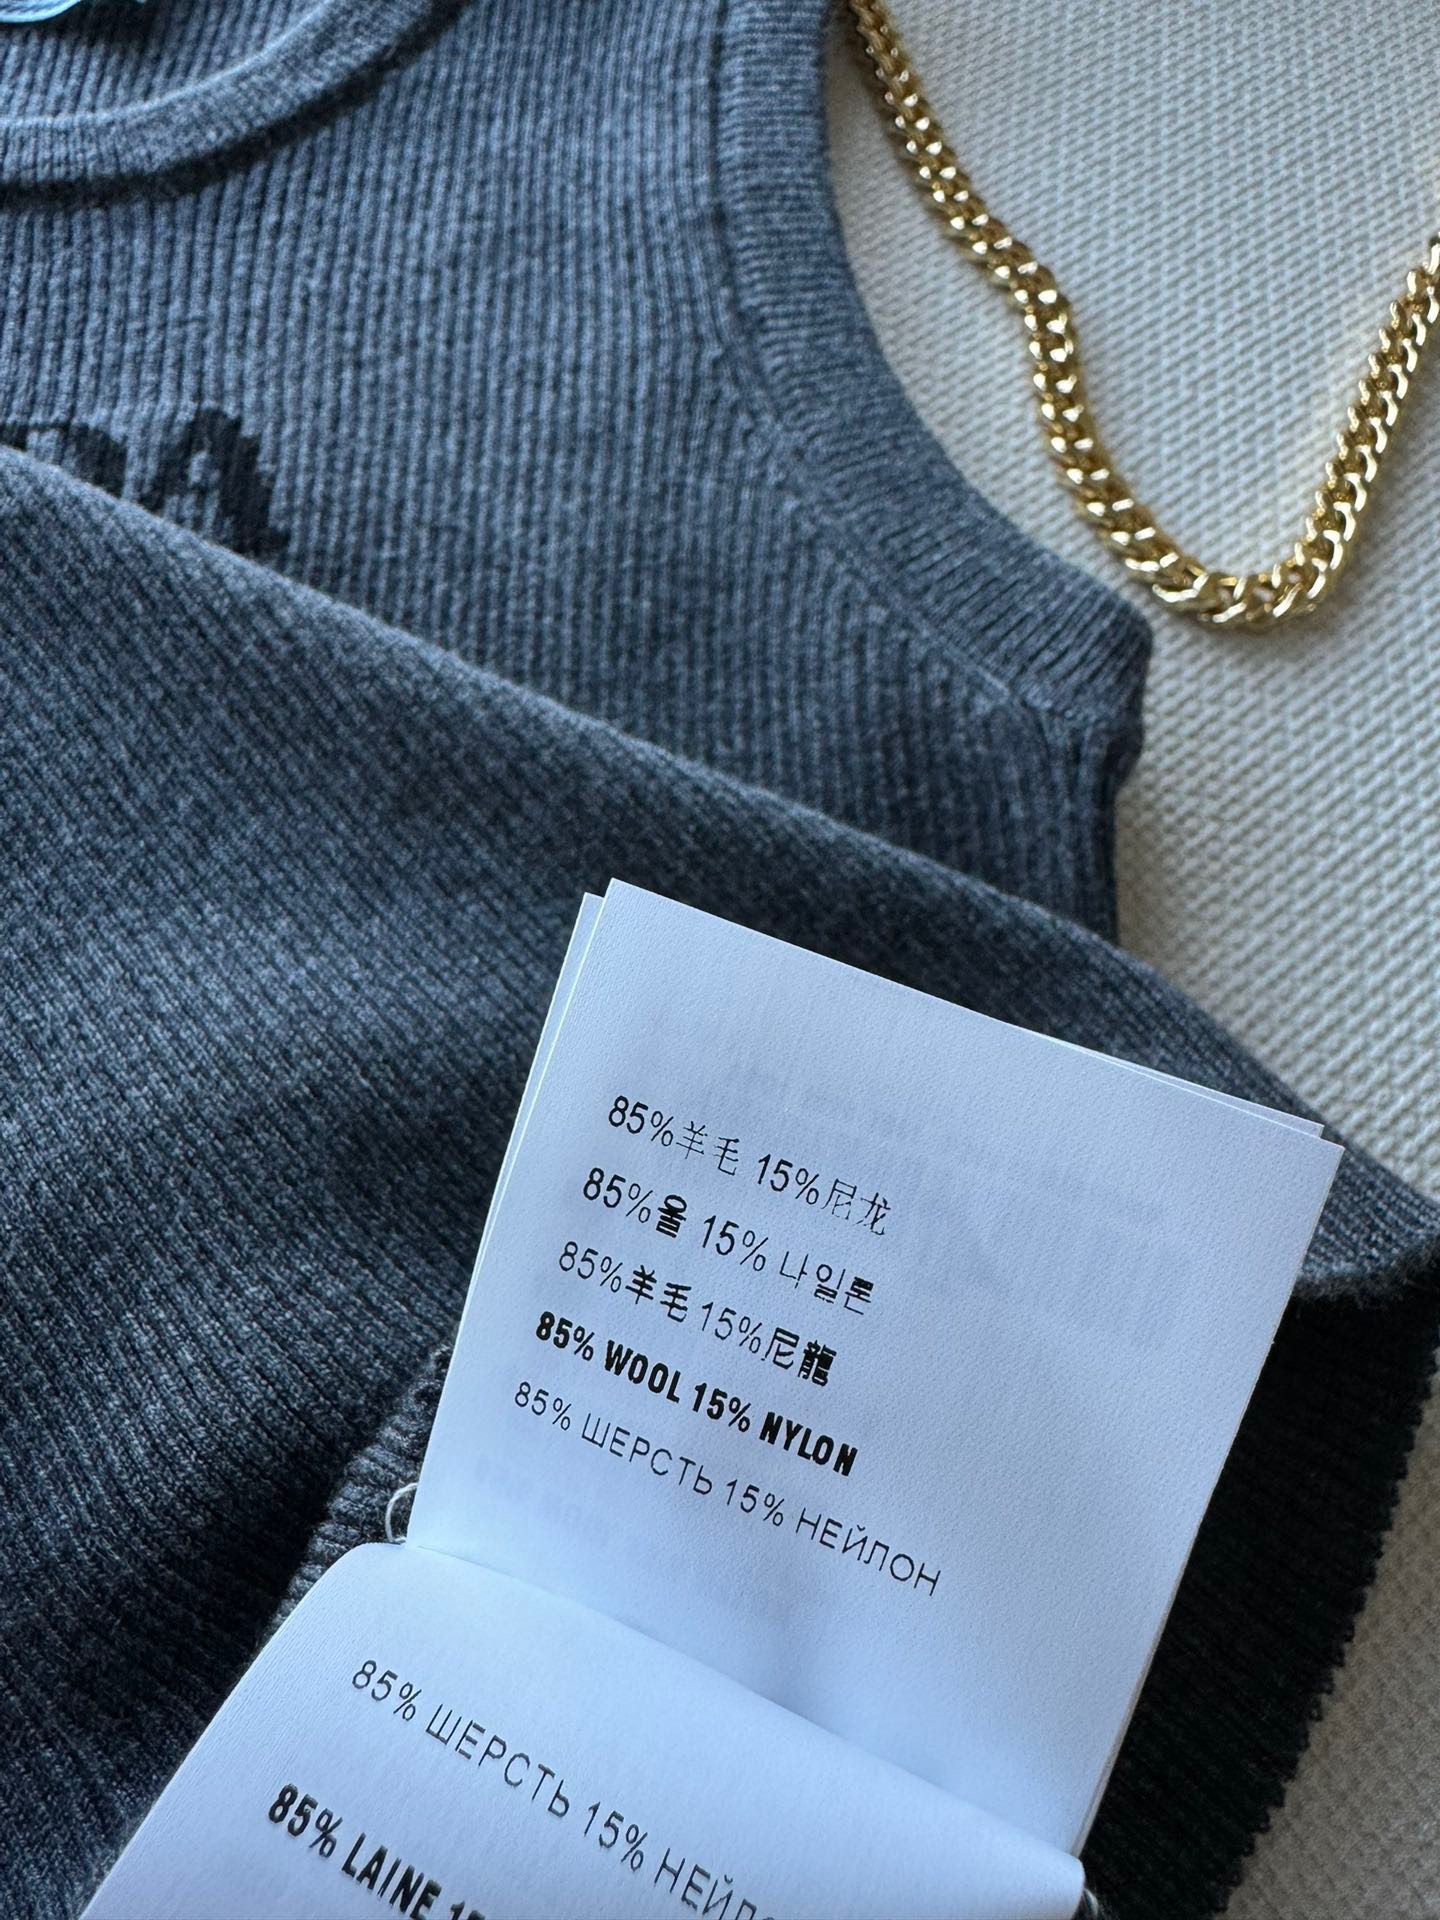 85%羊毛 15%尼龙
85%울 15% 나일론
85%羊毛 15%尼龍
85% WOOL 15% NYLON
85% ШЕРСТЬ 15% НЕЙЛОН
85% ШЕРСТЬ 15%
85% LAINE